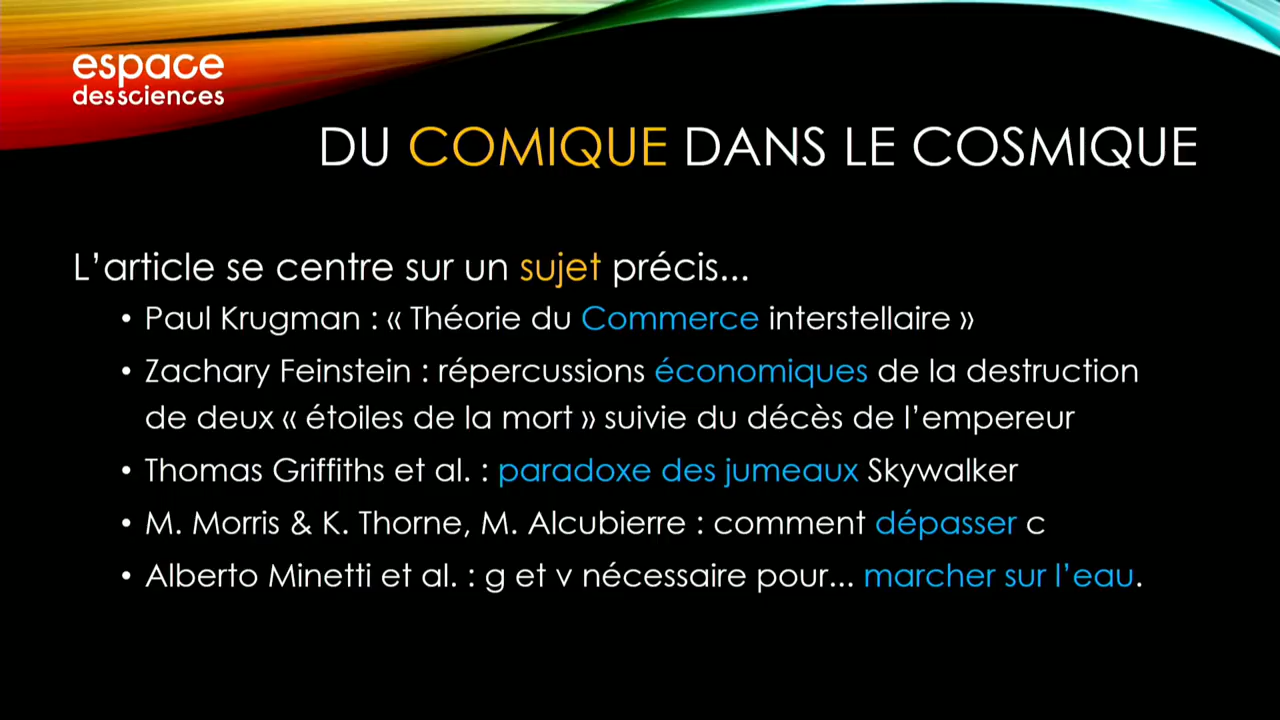 espace
des sciences
DU COMIQUE DANS LE COSMIQUE
L’article se centre sur un sujet précis...
• Paul Krugman : « Théorie du Commerce interstellaire »
• Zachary Feinstein : répercussions économiques de la destruction
de deux « étoiles de la mort » suivie du décès de l’empereur
• Thomas Griffiths et al. : paradoxe des jumeaux Skywalker
• M. Morris & K. Thorne, M. Alcubierre : comment dépasser c
• Alberto Minetti et al. : g et v nécessaire pour... marcher sur l’eau.